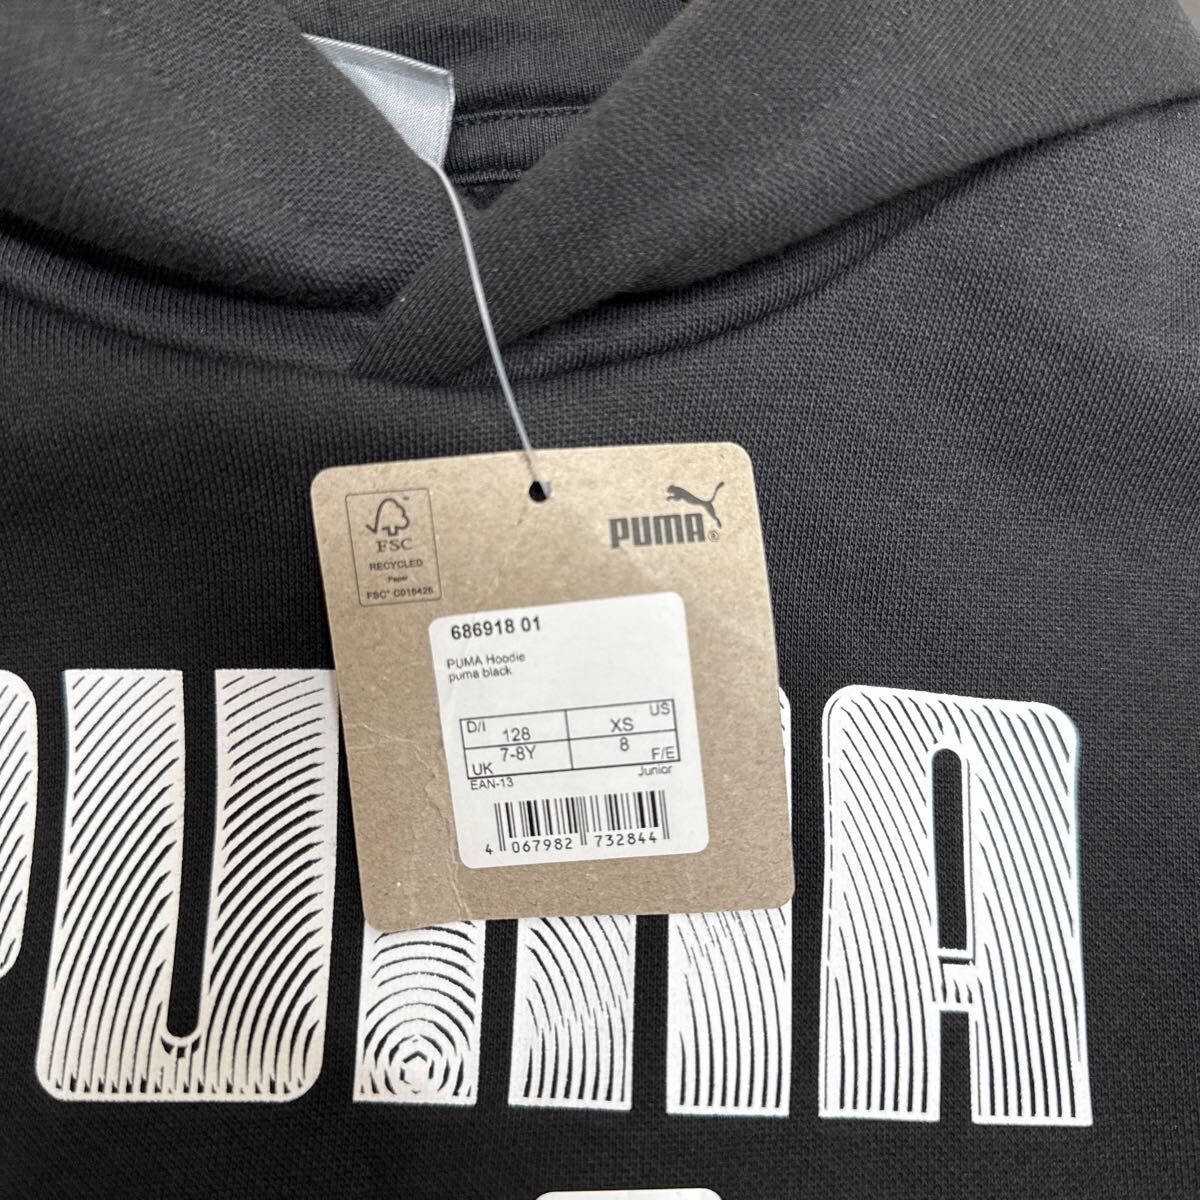 FSC
RECYCLED
Paper
FSC® C016426
PUMA®
686918 01
PUMA Hoodie
puma black
D/I 128 XS US
UK 7-8Y 8 F/E
EAN-13 Junior
4 067982 732844
PUMA